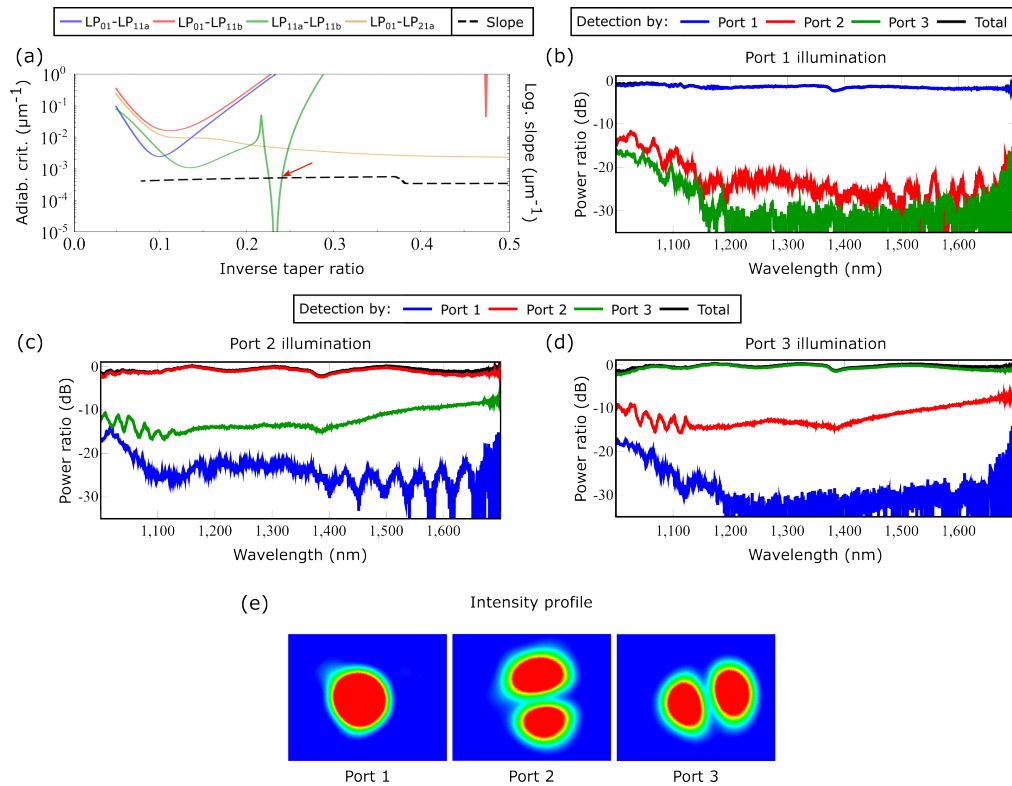 LP01-LP11a LP01-LP11b LP11a-LP11b LP01-LP21a Slope
Detection by: Port 1 Port 2 Port 3 Total
(a)
Adiab. crit. (µm⁻¹)
10⁰
10⁻¹
10⁻²
10⁻³
10⁻⁴
10⁻⁵
0.0 0.1 0.2 0.3 0.4 0.5
Inverse taper ratio
Log. slope (µm⁻¹)
(b) Port 1 illumination
Power ratio (dB)
0
-10
-20
-30
1,100 1,200 1,300 1,400 1,500 1,600
Wavelength (nm)
Detection by: Port 1 Port 2 Port 3 Total
(c) Port 2 illumination
Power ratio (dB)
0
-10
-20
-30
1,100 1,200 1,300 1,400 1,500 1,600
Wavelength (nm)
(d) Port 3 illumination
Power ratio (dB)
0
-10
-20
-30
1,100 1,200 1,300 1,400 1,500 1,600
Wavelength (nm)
(e) Intensity profile
Port 1 Port 2 Port 3